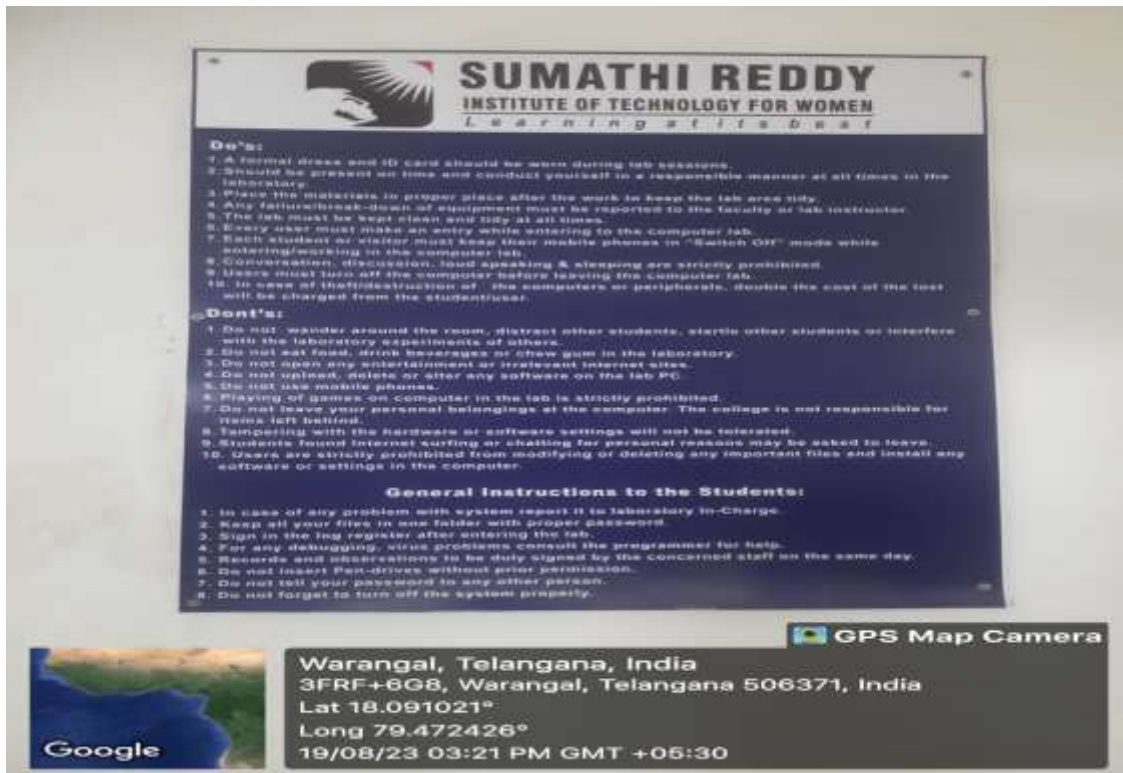 SUMATHI REDDY
INSTITUTE OF TECHNOLOGY FOR WOMEN
Learning at its best
Do's:
1. A formal dress and ID card should be worn during lab sessions.
2. Should be present on time and conduct yourself in a responsible manner at all times in the
laboratory.
3. Place the materials in proper place after the work to keep the lab area tidy.
4. Any failure/break-down of equipment must be reported to the faculty or lab instructor.
5. The lab must be kept clean and tidy at all times.
6. Every user must make an entry while entering to the computer lab.
7. Each student or visitor must keep their mobile phones in "Switch Off" mode while
entering/working in the computer lab.
8. Conversation, discussion, loud speaking & sleeping are strictly prohibited.
9. Users must turn off the computer before leaving the computer lab.
10. In case of theft/destruction of the computers or peripherals, double the cost of the lost
will be charged from the student/user.
Dont's:
1. Do not wander around the room, distract other students, startle other students or interfere
with the laboratory experiments of others.
2. Do not eat food, drink beverages or chew gum in the laboratory.
3. Do not open any entertainment or irrelevant Internet sites.
4. Do not upload, delete or alter any software on the lab PC.
5. Do not use mobile phones.
6. Playing of games on computer in the lab is strictly prohibited.
7. Do not leave your personal belongings at the computer. The college is not responsible for
items left behind.
8. Tampering with the hardware or software settings will not be tolerated.
9. Students found Internet surfing or chatting for personal reasons may be asked to leave.
10. Users are strictly prohibited from modifying or deleting any important files and install any
software or settings in the computer.
General Instructions to the Students:
1. In case of any problem with system report it to laboratory In-Charge.
2. Keep all your files in one folder with proper password.
3. Sign in the log register after entering the lab.
4. For any debugging, virus problems consult the programmer for help.
5. Records and observations to be duly signed by the concerned staff on the same day.
6. Do not insert Pen-drives without prior permission.
7. Do not tell your password to any other person.
8. Do not forget to turn off the system properly.
GPS Map Camera
Warangal, Telangana, India
3FRF+6G8, Warangal, Telangana 506371, India
Lat 18.091021°
Long 79.472426°
19/08/23 03:21 PM GMT +05:30
Google